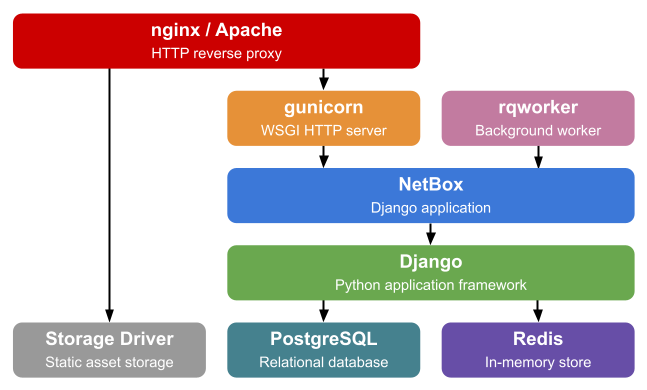 nginx / Apache
HTTP reverse proxy
gunicorn
WSGI HTTP server
rqworker
Background worker
NetBox
Django application
Django
Python application framework
Storage Driver
Static asset storage
PostgreSQL
Relational database
Redis
In-memory store